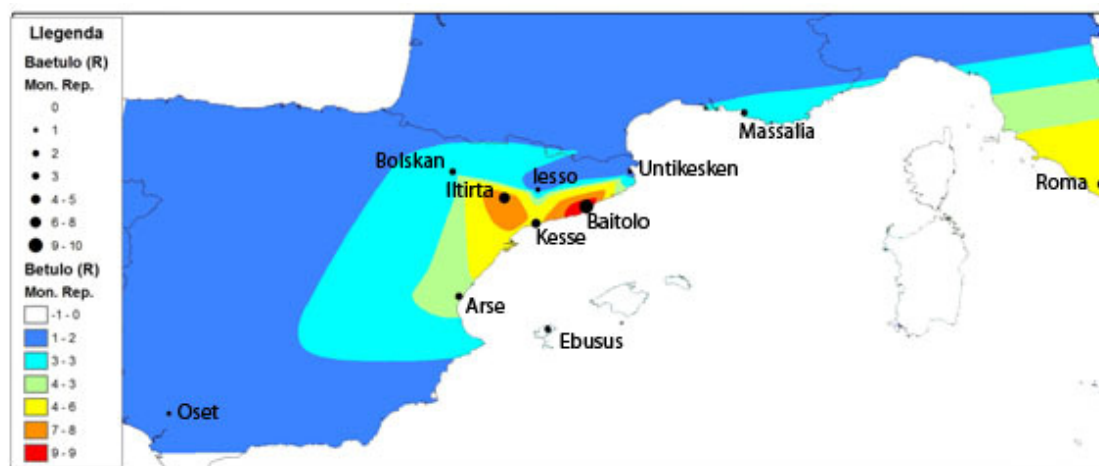 Llegenda
Baetulo (R)
Mon. Rep.
0
1
2
3
4 - 5
6 - 8
9 - 10
Betulo (R)
Mon. Rep.
-1 - 0
1 - 2
3 - 3
4 - 3
4 - 6
7 - 8
9 - 9
Massalia
Bolskan
Untikesken
Iesso
Iltirta
Roma
Baitolo
Kesse
Arse
Ebusus
Oset